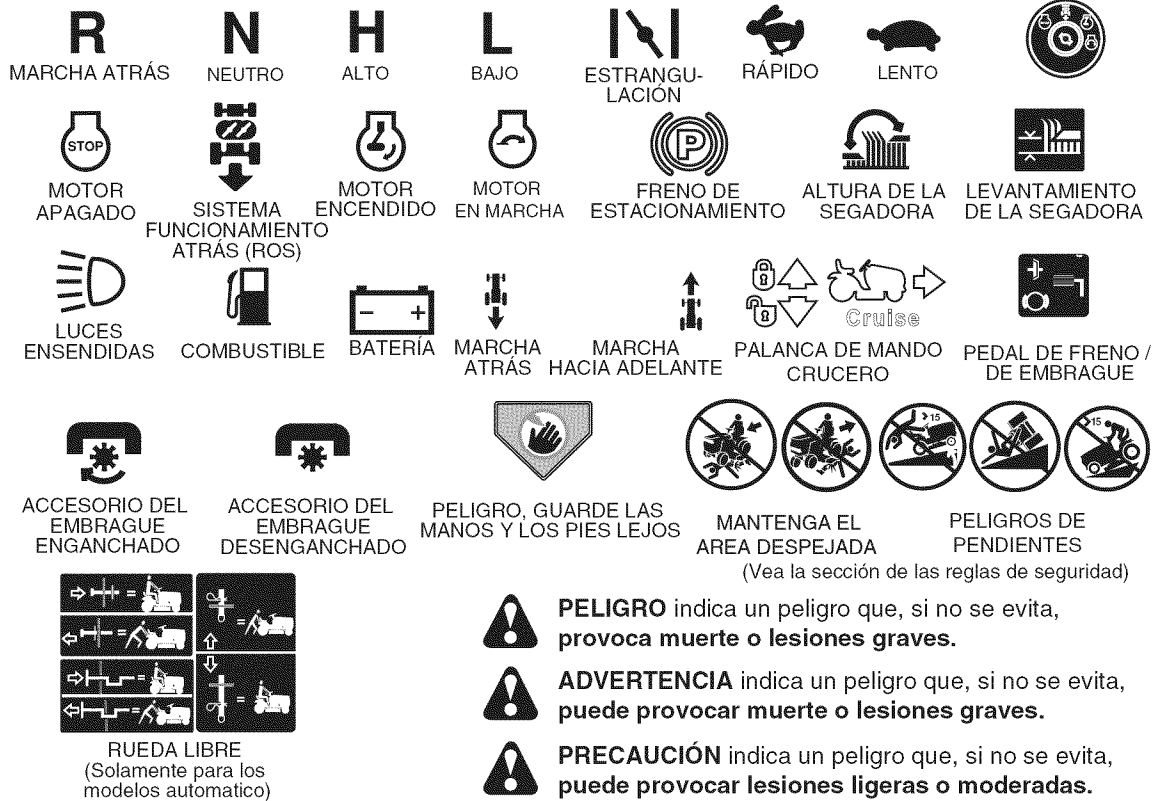 R
MARCHA ATRÁS
N
NEUTRO
H
ALTO
L
BAJO
ESTRANGU-
LACIÓN
RÁPIDO
LENTO
STOP
MOTOR
APAGADO
SISTEMA
FUNCIONAMIENTO
ATRÁS (ROS)
MOTOR
ENCENDIDO
MOTOR
EN MARCHA
P
FRENO DE
ESTACIONAMIENTO
ALTURA DE LA
SEGADORA
LEVANTAMIENTO
DE LA SEGADORA
LUCES
ENSENDIDAS
COMBUSTIBLE
- +
BATERÍA
MARCHA
ATRÁS
MARCHA
HACIA ADELANTE
Cruise
PALANCA DE MANDO
CRUCERO
PEDAL DE FRENO /
DE EMBRAGUE
ACCESORIO DEL
EMBRAGUE
ENGANCHADO
ACCESORIO DEL
EMBRAGUE
DESENGANCHADO
PELIGRO, GUARDE LAS
MANOS Y LOS PIES LEJOS
MANTENGA EL
AREA DESPEJADA
>15
>15
PELIGROS DE
PENDIENTES
(Vea la sección de las reglas de seguridad)
RUEDA LIBRE
(Solamente para los
modelos automatico)
PELIGRO indica un peligro que, si no se evita,
provoca muerte o lesiones graves.
ADVERTENCIA indica un peligro que, si no se evita,
puede provocar muerte o lesiones graves.
PRECAUCIÓN indica un peligro que, si no se evita,
puede provocar lesiones ligeras o moderadas.